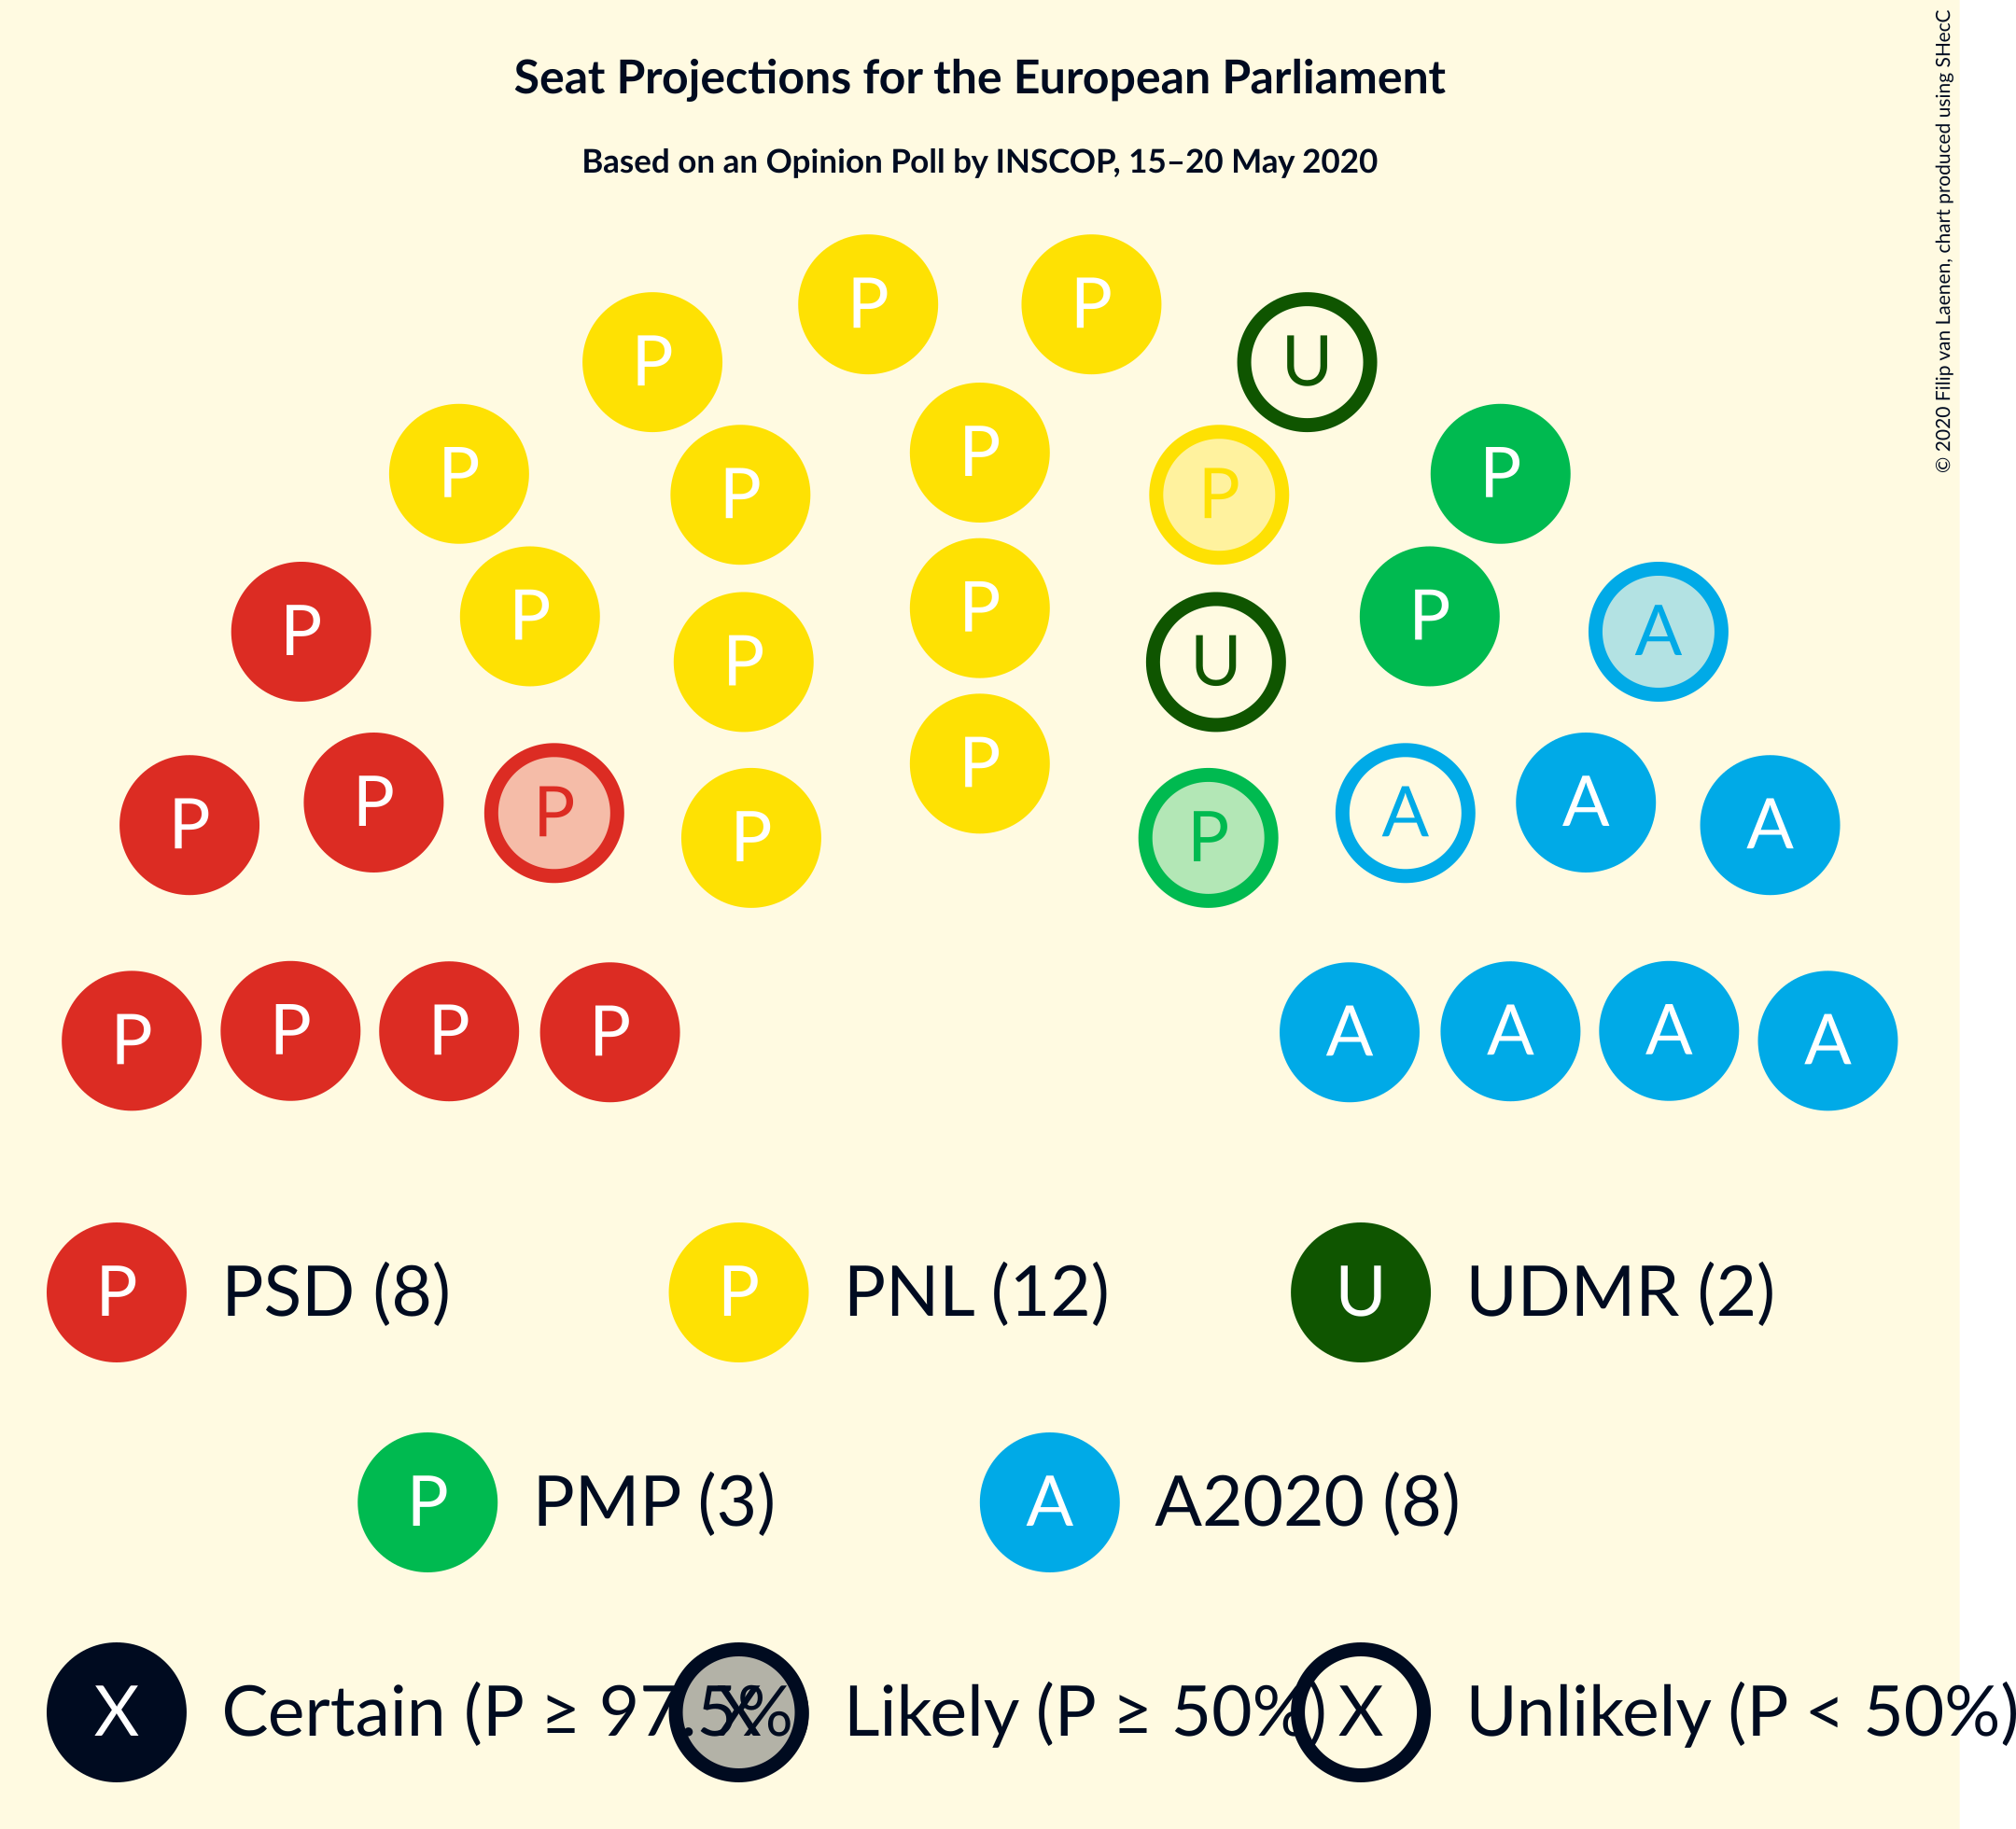 Seat Projections for the European Parliament
Based on an Opinion Poll by INSCOP, 15–20 May 2020
© 2020 Filip van Laenen, chart produced using SHecC
P P
P U
P
P P
P P
P
P P
P A
P U
P
P A
P A
P A
P P
P P P P A A A A
P PSD (8) P PNL (12) U UDMR (2)
P PMP (3) A A2020 (8)
X Certain (P ≥ 97.5% X Likely (P ≥ 50%) X Unlikely (P < 50%)